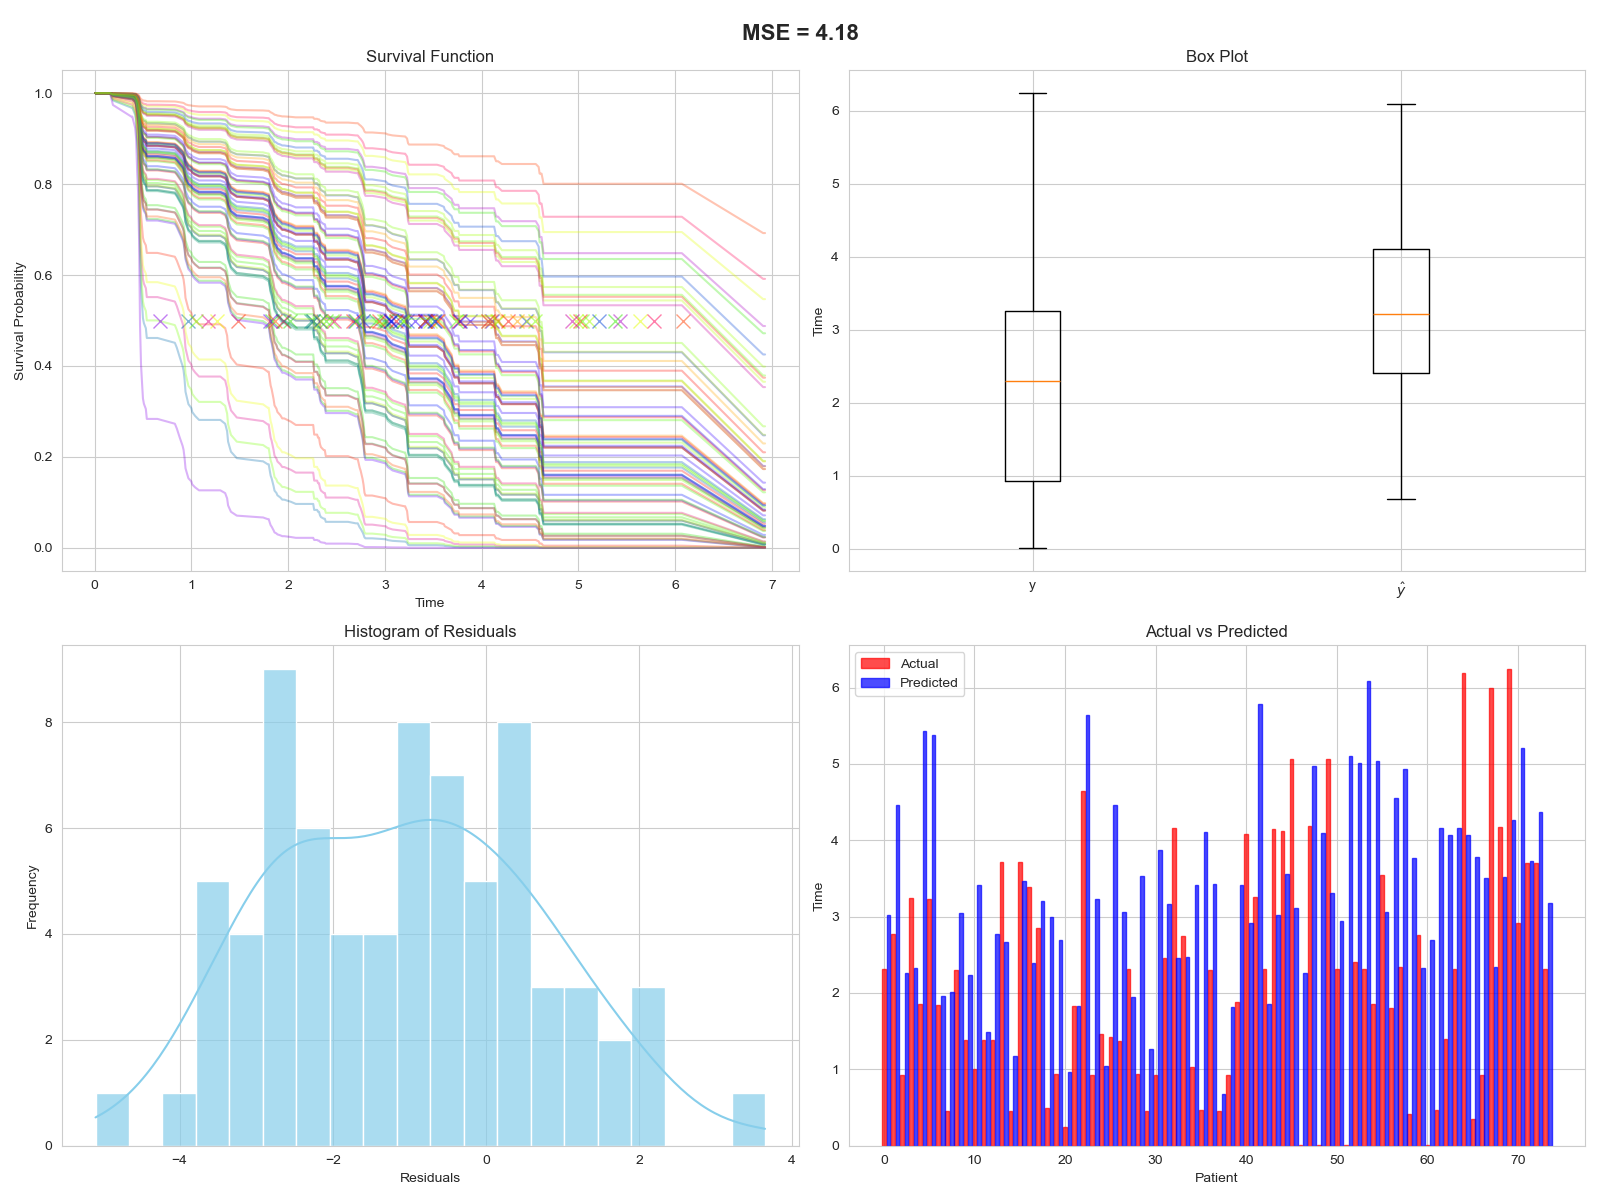 MSE = 4.18
Survival Function
Survival Probability
1.0
0.8
0.6
0.4
0.2
0.0
0 1 2 3 4 5 6 7
Time
Box Plot
Time
6
5
4
3
2
1
0
y ŷ
Histogram of Residuals
Frequency
8
6
4
2
0
−4 −2 0 2 4
Residuals
Actual vs Predicted
Actual
Predicted
Time
6
5
4
3
2
1
0
0 10 20 30 40 50 60 70
Patient